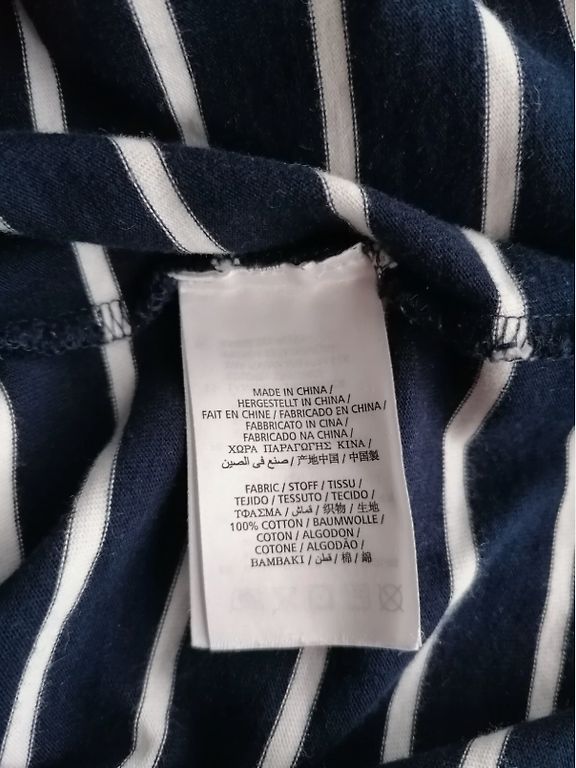 MADE IN CHINA /
HERGESTELLT IN CHINA /
FAIT EN CHINE / FABRICADO EN CHINA /
FABBRICATO IN CINA /
FABRICADO NA CHINA /
ΧΩΡΑ ΠΑΡΑΓΩΓΗΣ ΚΙΝΑ /
صنع في الصين / 产地中国 / 中国製
FABRIC / STOFF / TISSU /
TEJIDO / TESSUTO / TECIDO /
ΤΦΑΣΜΑ / قماش / 织物 / 生地
100% COTTON / BAUMWOLLE /
COTON / ALGODON /
COTONE / ALGODÃO /
ΒΑΜΒΑΚΙ / قطن / 棉 / 綿